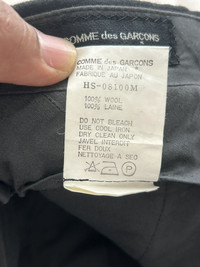 COMME des GARCONS
COMME des GARCONS
MADE IN JAPAN
FABRIQUE AU JAPON
HS-06100M
100% WOOL
100% LAINE
DO NOT BLEACH
USE COOL IRON
DRY CLEAN ONLY
JAVEL INTERDIT
FER DOUX
NETTOYAGE A SEC
P